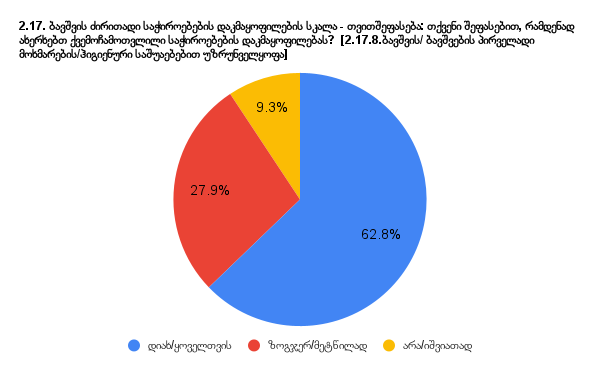 2.17. ბავშვის ძირითადი საჭიროებების დაკმაყოფილების სკალა - თვითშეფასება: თქვენი შეფასებით, რამდენად
ახერხებთ ქვემოჩამოთვლილი საჭიროებების დაკმაყოფილებას? [2.17.8.ბავშვის/ ბავშვების პირველადი
მოხმარების/ჰიგიენური საშუაებებით უზრუნველყოფა]
9.3%
27.9%
62.8%
დიახ/ყოველთვის ზოგჯერ/მეტწილად არა/იშვიათად